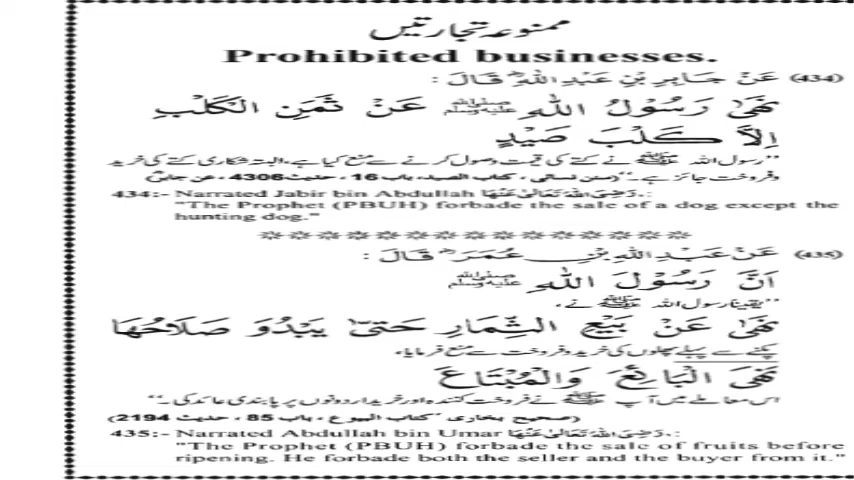 ممنوعہ تجارتیں
Prohibited businesses.
(434) عَنْ جَابِرِ بْنِ عَبْدِ اللّٰهِؓ قَالَ :
نَهٰى رَسُوْلُ اللّٰهِ ﷺ عَنْ ثَمَنِ الْكَلْبِ
اِلَّا كَلْبَ صَيْدٍ
”رسول اللہ ﷺ نے کتے کی قیمت وصول کرنے سے منع کیا ہے، البتہ شکاری کتے کی خرید
و فروخت جائز ہے۔“ (سنن نسائی، کتاب الصید، باب 16، حدیث 4306، عن جابرؓ)
434:- Narrated Jabir bin Abdullah رَضِىَ اللّٰهُ تَعَالٰى عَنْهَا :
"The Prophet (PBUH) forbade the sale of a dog except the
hunting dog."
(435) عَنْ عَبْدِ اللّٰهِ بْنِ عُمَرَؓ قَالَ :
اَنَّ رَسُوْلَ اللّٰهِ ﷺ
”یقیناً رسول اللہ ﷺ نے،
نَهٰى عَنْ بَيْعِ الثِّمَارِ حَتّٰى يَبْدُوَ صَلَاحُهَا
پکنے سے پہلے پھلوں کی خرید و فروخت سے منع فرمایا،
نَهَى الْبَائِعَ وَالْمُبْتَاعَ
اس معاملے میں آپ ﷺ نے فروخت کنندہ اور خریدار دونوں پر پابندی عائد کی۔“
(صحیح بخاری، کتاب البیوع، باب 85، حدیث 2194)
435:- Narrated Abdullah bin Umar رَضِىَ اللّٰهُ تَعَالٰى عَنْهَا :
"The Prophet (PBUH) forbade the sale of fruits before
ripening. He forbade both the seller and the buyer from it."